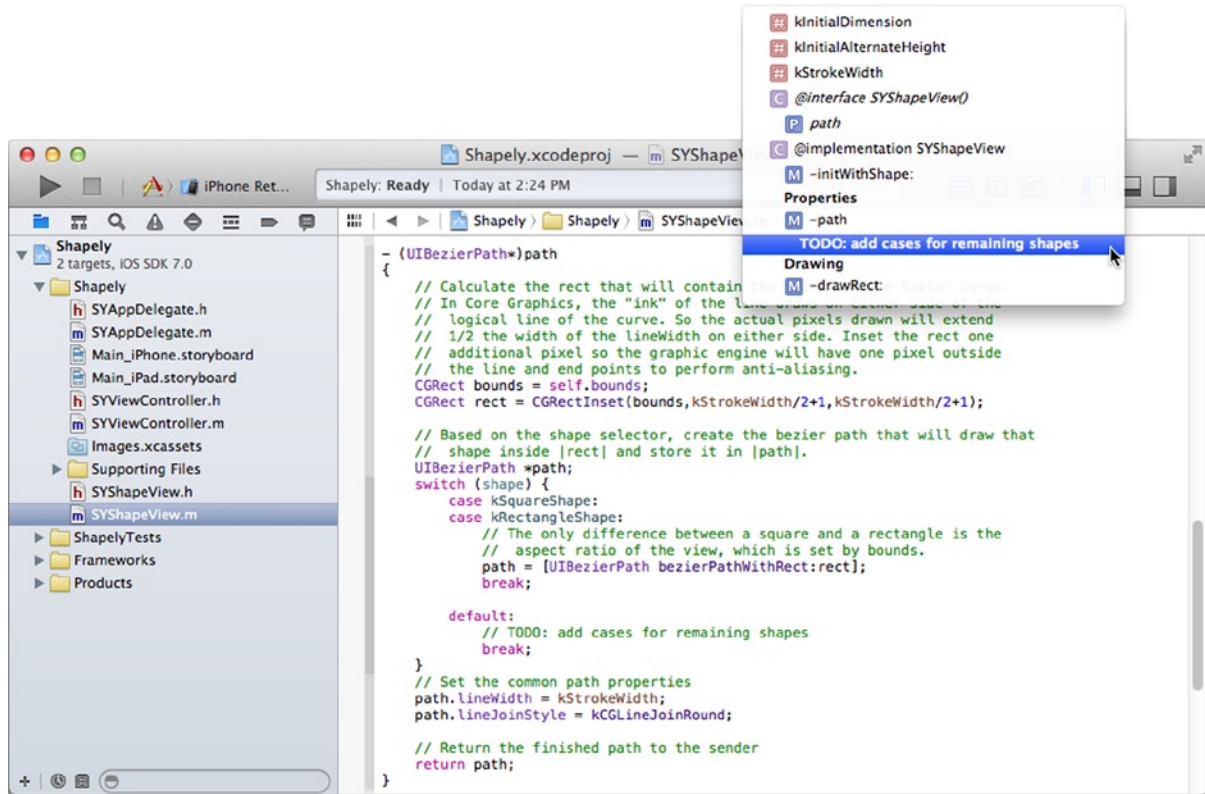 kInitialDimension
kInitialAlternateHeight
kStrokeWidth
@interface SYShapeView()
path
@implementation SYShapeView
-initWithShape:
Properties
-path
TODO: add cases for remaining shapes
Drawing
-drawRect:
Shapely.xcodeproj — m SYShapeV
iPhone Ret...
Shapely: Ready | Today at 2:24 PM
Shapely
Shapely
SYShapeView.m
Shapely
2 targets, iOS SDK 7.0
Shapely
h SYAppDelegate.h
m SYAppDelegate.m
Main_iPhone.storyboard
Main_iPad.storyboard
h SYViewController.h
m SYViewController.m
Images.xcassets
Supporting Files
h SYShapeView.h
m SYShapeView.m
ShapelyTests
Frameworks
Products
- (UIBezierPath*)path
{
// Calculate the rect that will contain the Bezier curve.
// In Core Graphics, the "ink" of the line draws on either side of the
// logical line of the curve. So the actual pixels drawn will extend
// 1/2 the width of the lineWidth on either side. Inset the rect one
// additional pixel so the graphic engine will have one pixel outside
// the line and end points to perform anti-aliasing.
CGRect bounds = self.bounds;
CGRect rect = CGRectInset(bounds,kStrokeWidth/2+1,kStrokeWidth/2+1);
// Based on the shape selector, create the bezier path that will draw that
// shape inside |rect| and store it in |path|.
UIBezierPath *path;
switch (shape) {
case kSquareShape:
case kRectangleShape:
// The only difference between a square and a rectangle is the
// aspect ratio of the view, which is set by bounds.
path = [UIBezierPath bezierPathWithRect:rect];
break;
default:
// TODO: add cases for remaining shapes
break;
}
// Set the common path properties
path.lineWidth = kStrokeWidth;
path.lineJoinStyle = kCGLineJoinRound;
// Return the finished path to the sender
return path;
}